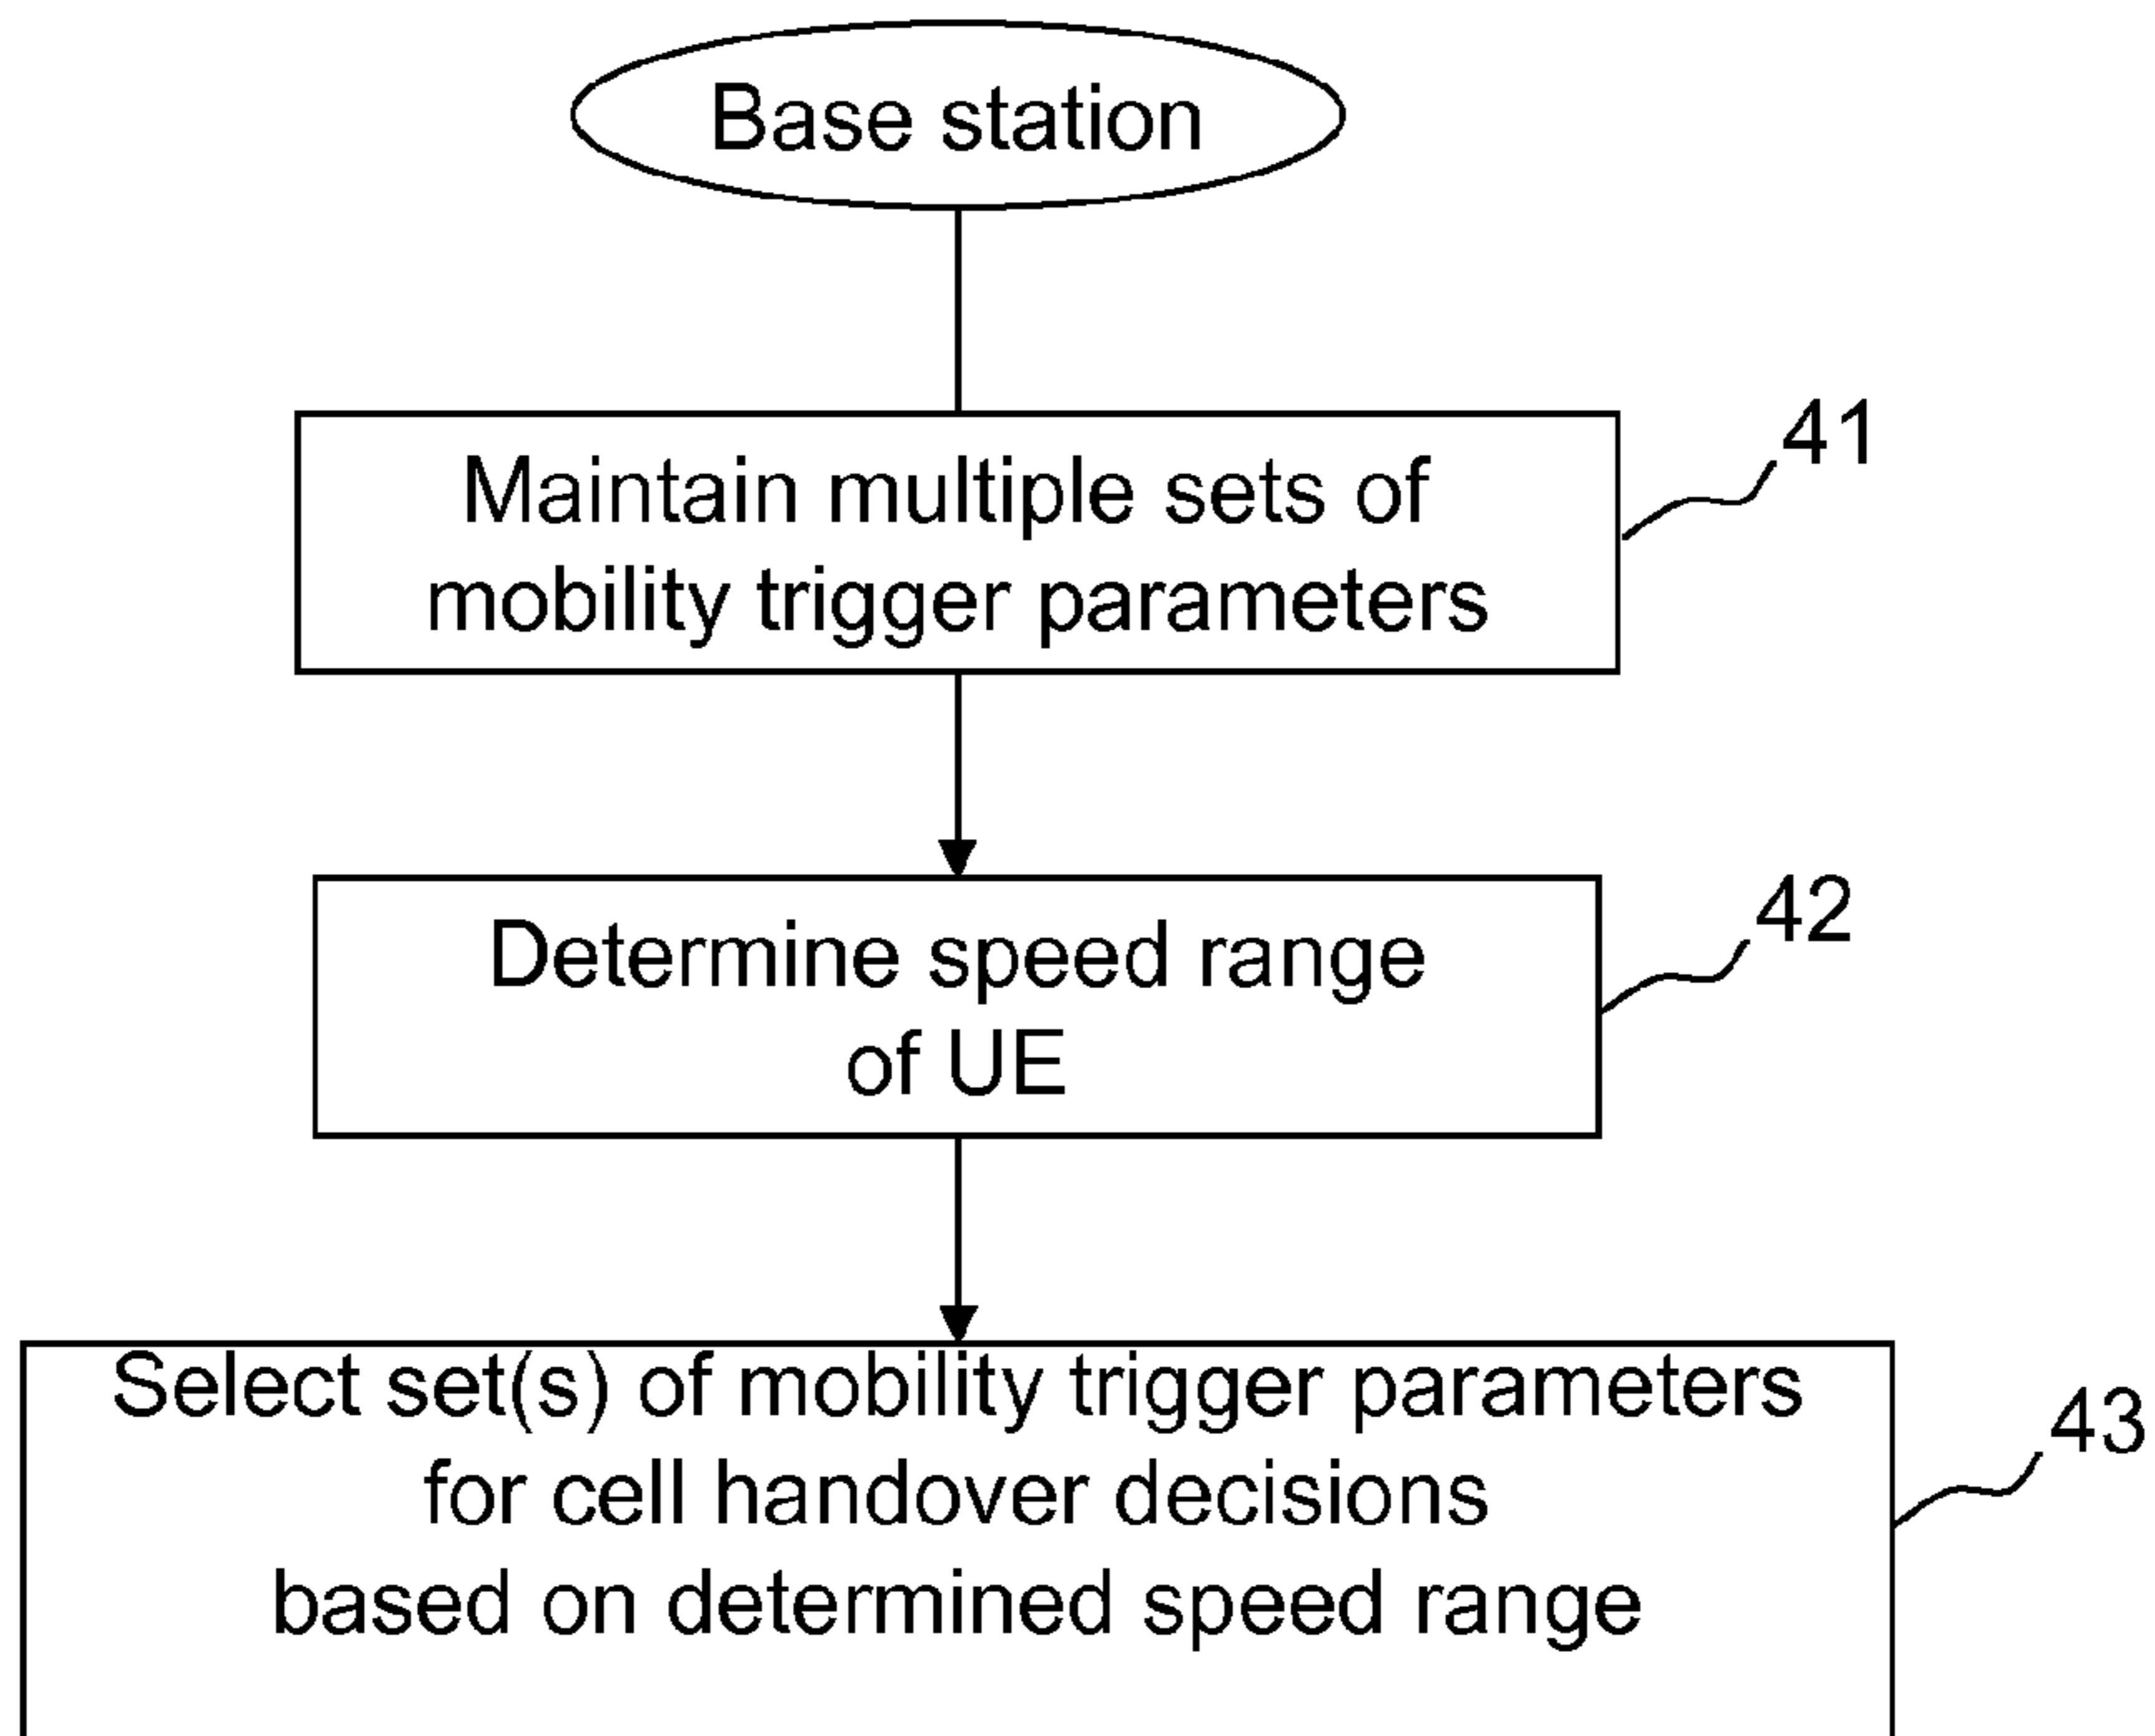 Base station
41
Maintain multiple sets of
mobility trigger parameters
42
Determine speed range
of UE
43
Select set(s) of mobility trigger parameters
for cell handover decisions
based on determined speed range